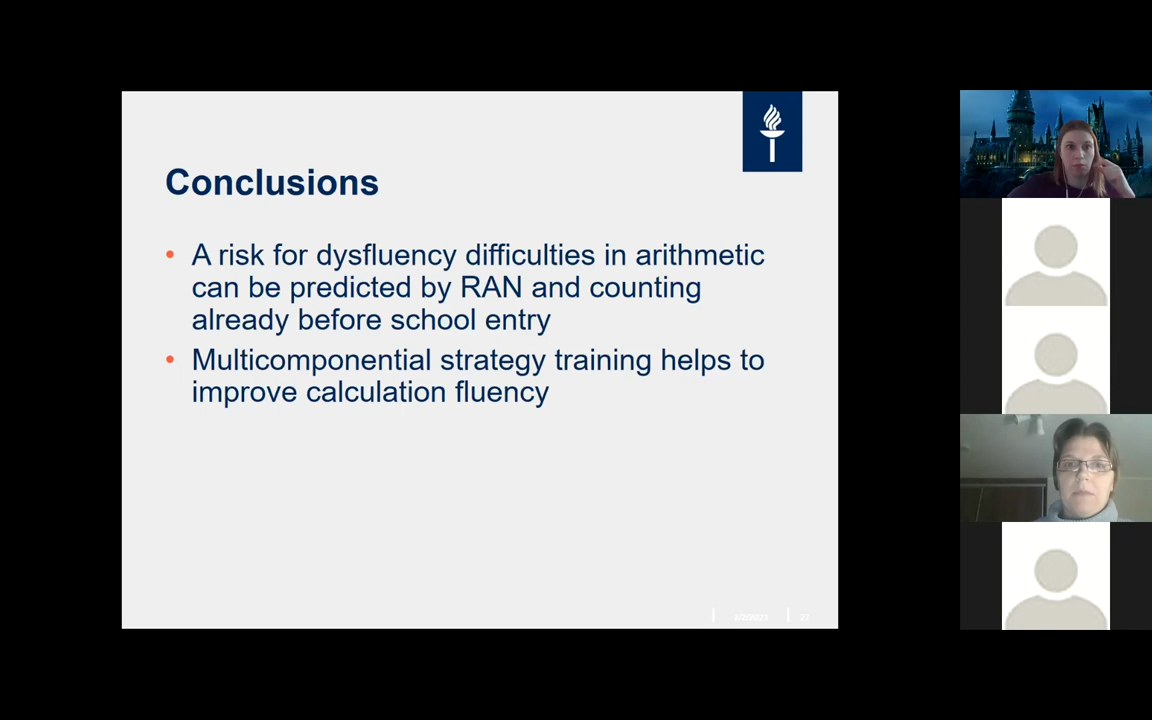 Conclusions
• A risk for dysfluency difficulties in arithmetic
can be predicted by RAN and counting
already before school entry
• Multicomponential strategy training helps to
improve calculation fluency
27